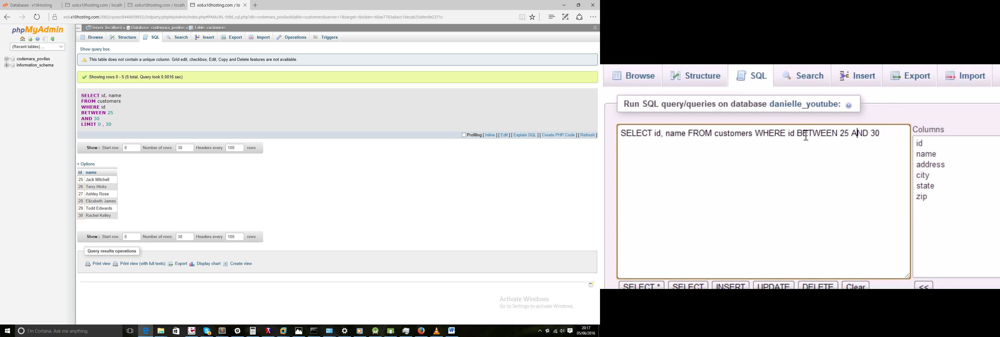 Databases - x10Hosting
xo6.x10hosting.com / localh
xo6.x10hosting.com / localh
xo6.x10hosting.com / lo
xo6.x10hosting.com:2083/cpsess9446659933/3rdparty/phpMyAdmin/index.php#PMAURL-9:tbl_sql.php?db=codemara_povilas&table=customers&server=1&target=&token=60ae7763a8acc1decab25a9ec9e2371c
phpMyAdmin
(Recent tables) ...
codemara_povilas
information_schema
Server: localhost » Database: codemara_povilas » Table: customers
Browse Structure SQL Search Insert Export Import Operations Triggers
Show query box
This table does not contain a unique column. Grid edit, checkbox, Edit, Copy and Delete features are not available.
Showing rows 0 - 5 (6 total, Query took 0.0016 sec)
SELECT id, name
FROM customers
WHERE id
BETWEEN 25
AND 30
LIMIT 0 , 30
Profiling [ Inline ] [ Edit ] [ Explain SQL ] [ Create PHP Code ] [ Refresh ]
Show : Start row: 0 Number of rows: 30 Headers every 100 rows
+ Options
id name
25 Jack Mitchell
26 Terry Hicks
27 Ashley Rose
28 Elizabeth James
29 Todd Edwards
30 Rachel Kelley
Show : Start row: 0 Number of rows: 30 Headers every 100 rows
Query results operations
Print view Print view (with full texts) Export Display chart Create view
Activate Windows
Go to Settings to activate Windows.
I'm Cortana. Ask me anything.
20:17
05/06/2016
Browse Structure SQL Search Insert Export Import
Run SQL query/queries on database danielle_youtube:
SELECT id, name FROM customers WHERE id BETWEEN 25 AND 30
Columns
id
name
address
city
state
zip
SELECT * SELECT INSERT UPDATE DELETE Clear <<